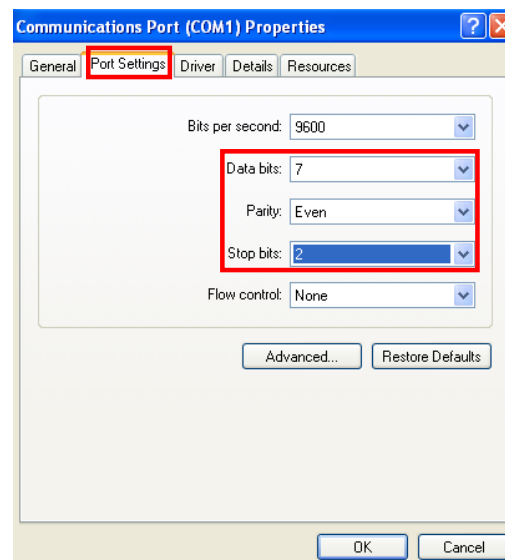 Communications Port (COM1) Properties
General Port Settings Driver Details Resources
Bits per second: 9600
Data bits: 7
Parity: Even
Stop bits: 2
Flow control: None
Advanced... Restore Defaults
OK Cancel